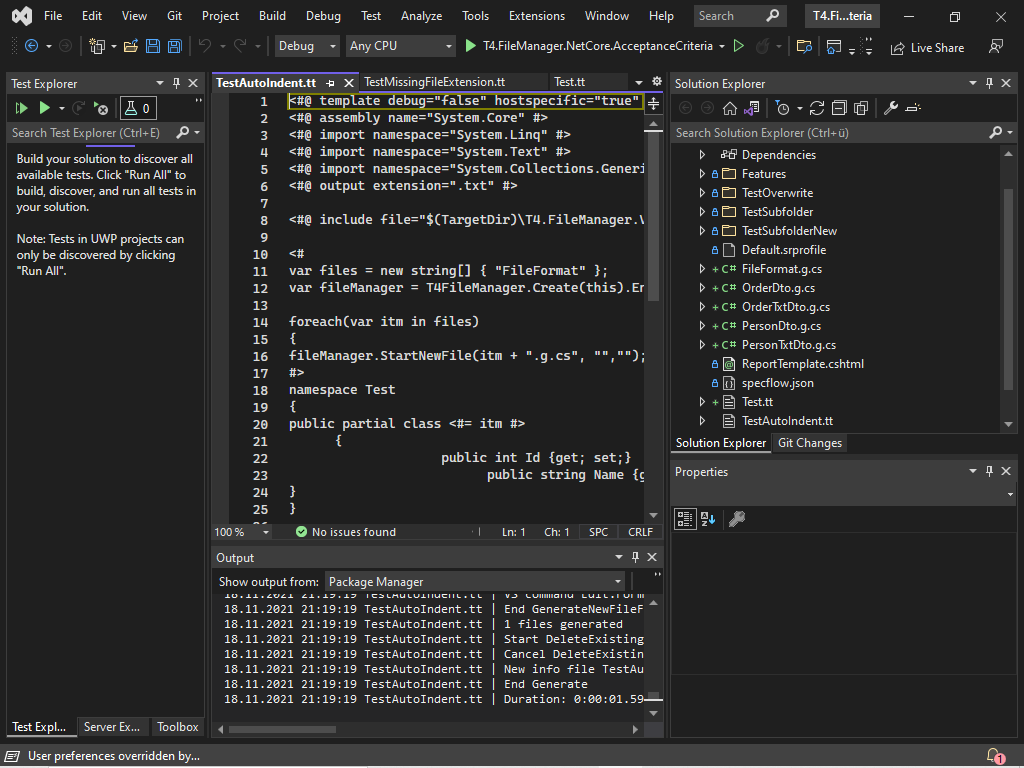 File Edit View Git Project Build Debug Test Analyze Tools Extensions Window Help Search T4.Fi...teria
Debug Any CPU T4.FileManager.NetCore.AcceptanceCriteria Live Share
Test Explorer
0
Search Test Explorer (Ctrl+E)
Build your solution to discover all
available tests. Click "Run All" to
build, discover, and run all tests in
your solution.
Note: Tests in UWP projects can
only be discovered by clicking
"Run All".
Test Expl... Server Ex... Toolbox
TestAutoIndent.tt TestMissingFileExtension.tt Test.tt
1 <#@ template debug="false" hostspecific="true"
2 <#@ assembly name="System.Core" #>
3 <#@ import namespace="System.Linq" #>
4 <#@ import namespace="System.Text" #>
5 <#@ import namespace="System.Collections.Generi
6 <#@ output extension=".txt" #>
7
8 <#@ include file="$(TargetDir)\T4.FileManager.V
9
10 <#
11 var files = new string[] { "FileFormat" };
12 var fileManager = T4FileManager.Create(this).En
13
14 foreach(var itm in files)
15 {
16 fileManager.StartNewFile(itm + ".g.cs", "","");
17 #>
18 namespace Test
19 {
20 public partial class <#= itm #>
21 {
22 public int Id {get; set;}
23 public string Name {g
24 }
25 }
100 % No issues found Ln: 1 Ch: 1 SPC CRLF
Output
Show output from: Package Manager
18.11.2021 21:19:19 TestAutoIndent.tt | VS Command Edit.Form
18.11.2021 21:19:19 TestAutoIndent.tt | End GenerateNewFileF
18.11.2021 21:19:19 TestAutoIndent.tt | 1 files generated
18.11.2021 21:19:19 TestAutoIndent.tt | Start DeleteExisting
18.11.2021 21:19:19 TestAutoIndent.tt | Cancel DeleteExistin
18.11.2021 21:19:19 TestAutoIndent.tt | New info file TestAu
18.11.2021 21:19:19 TestAutoIndent.tt | End Generate
18.11.2021 21:19:19 TestAutoIndent.tt | Duration: 0:00:01.59
Solution Explorer
Search Solution Explorer (Ctrl+ü)
Dependencies
Features
TestOverwrite
TestSubfolder
TestSubfolderNew
Default.srprofile
C# FileFormat.g.cs
C# OrderDto.g.cs
C# OrderTxtDto.g.cs
C# PersonDto.g.cs
C# PersonTxtDto.g.cs
ReportTemplate.cshtml
specflow.json
Test.tt
TestAutoIndent.tt
Solution Explorer Git Changes
Properties
User preferences overridden by...
1